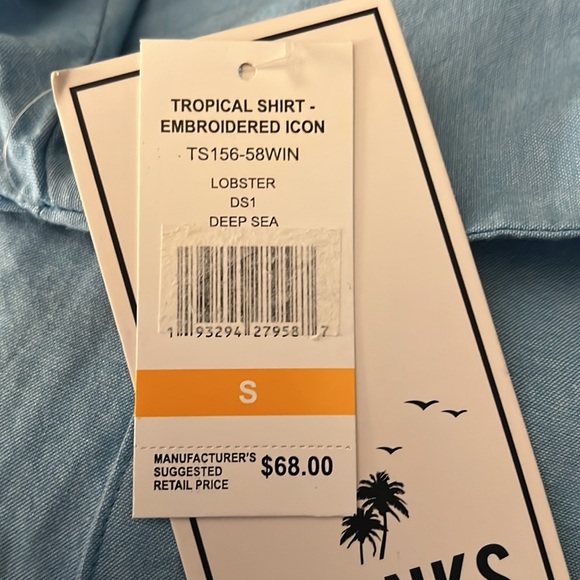 TROPICAL SHIRT -
EMBROIDERED ICON
TS156-58WIN
LOBSTER
DS1
DEEP SEA
1 93294 27958 7
S
MANUFACTURER'S
SUGGESTED
RETAIL PRICE
$68.00